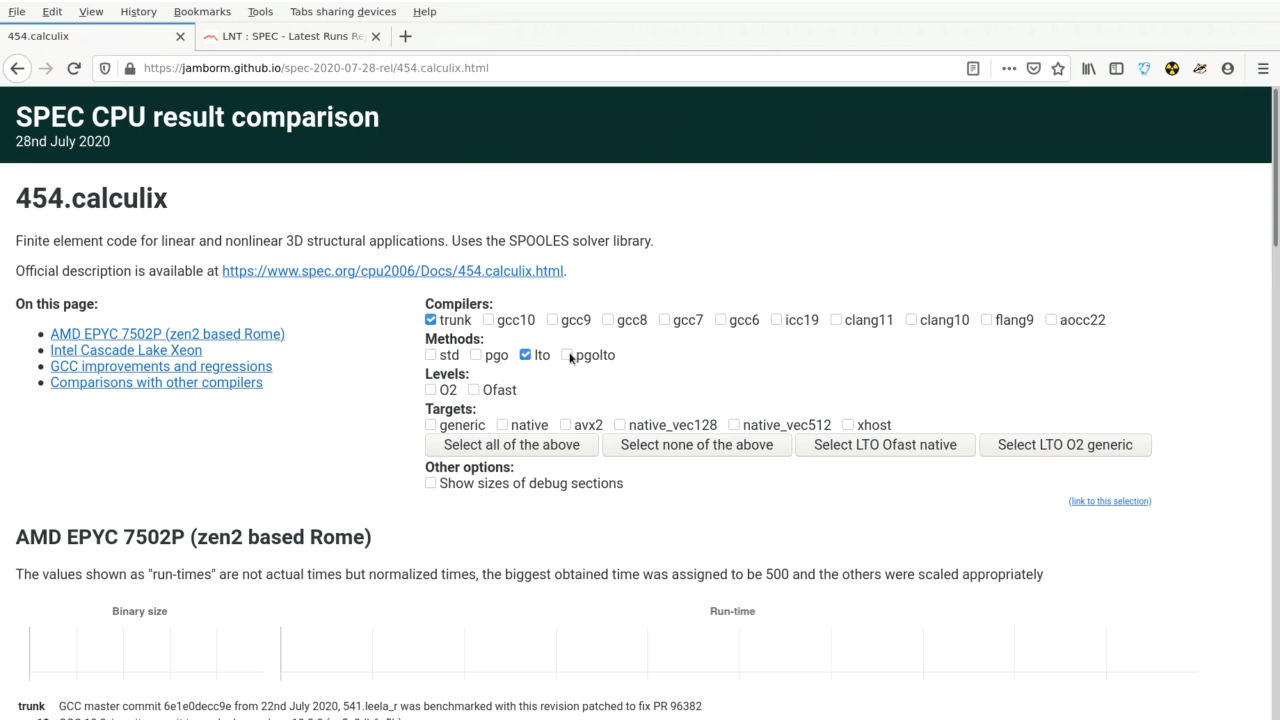 File Edit View History Bookmarks Tools Tabs sharing devices Help
454.calculix LNT : SPEC - Latest Runs Re
https://jamborm.github.io/spec-2020-07-28-rel/454.calculix.html
SPEC CPU result comparison
28nd July 2020
454.calculix
Finite element code for linear and nonlinear 3D structural applications. Uses the SPOOLES solver library.
Official description is available at https://www.spec.org/cpu2006/Docs/454.calculix.html.
On this page:
AMD EPYC 7502P (zen2 based Rome)
Intel Cascade Lake Xeon
GCC improvements and regressions
Comparisons with other compilers
Compilers:
trunk gcc10 gcc9 gcc8 gcc7 gcc6 icc19 clang11 clang10 flang9 aocc22
Methods:
std pgo lto pgolto
Levels:
O2 Ofast
Targets:
generic native avx2 native_vec128 native_vec512 xhost
Select all of the above Select none of the above Select LTO Ofast native Select LTO O2 generic
Other options:
Show sizes of debug sections
(link to this selection)
AMD EPYC 7502P (zen2 based Rome)
The values shown as "run-times" are not actual times but normalized times, the biggest obtained time was assigned to be 500 and the others were scaled appropriately
Binary size Run-time
trunk GCC master commit 6e1e0decc9e from 22nd July 2020, 541.leela_r was benchmarked with this revision patched to fix PR 96382